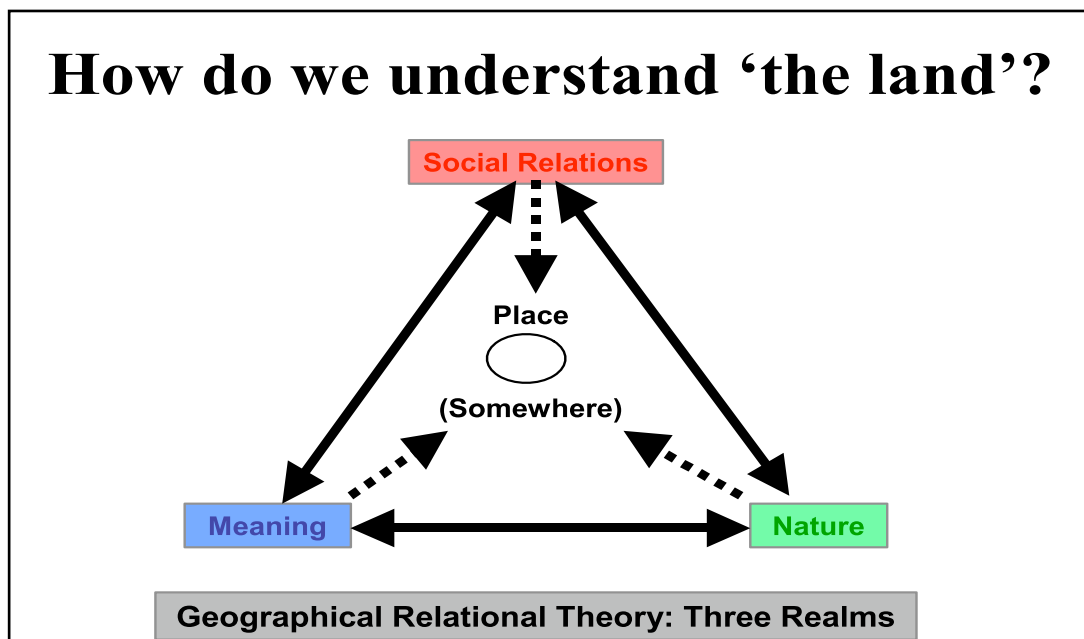 How do we understand ‘the land’?
Social Relations
Place
(Somewhere)
Meaning
Nature
Geographical Relational Theory: Three Realms